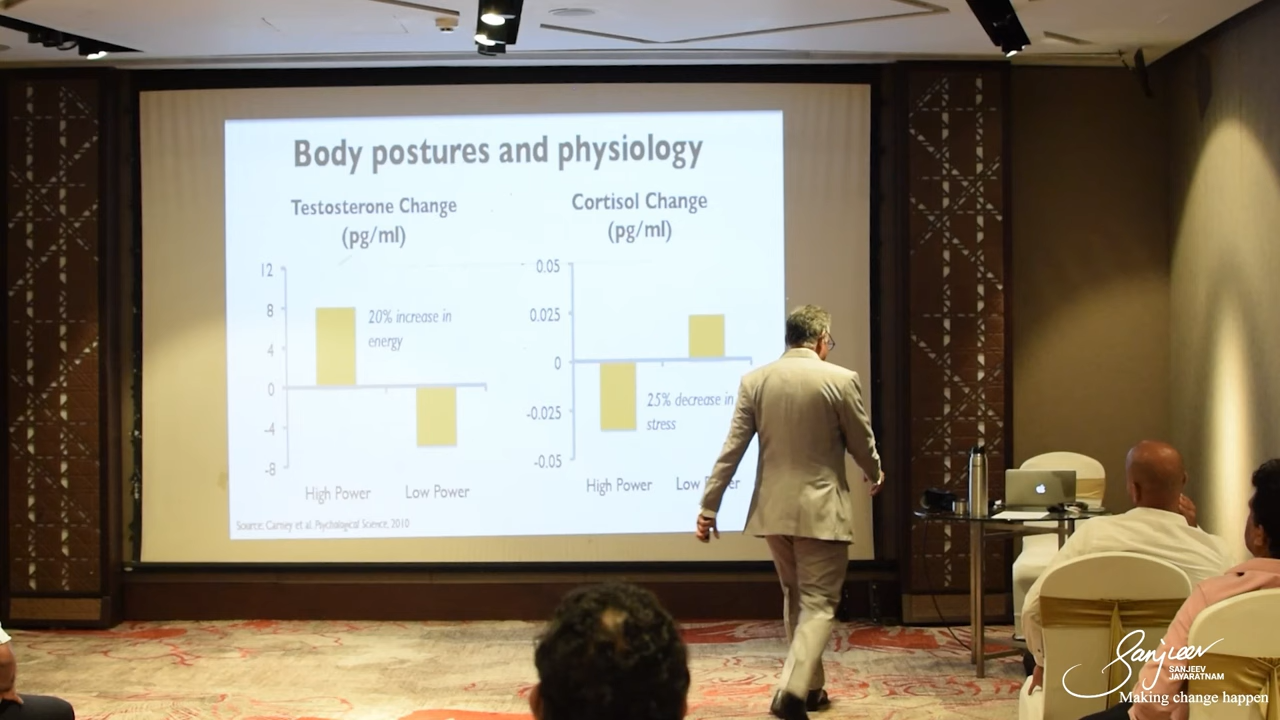 Body postures and physiology
Testosterone Change
(pg/ml)
12
8
4
0
-4
-8
20% increase in
energy
High Power
Low Power
Cortisol Change
(pg/ml)
0.05
0.025
0
-0.025
-0.05
25% decrease in
stress
High Power
Low
Source: Carney et al, Psychological Science, 2010
Sanjeev
SANJEEV
JAYARATNAM
Making change happen